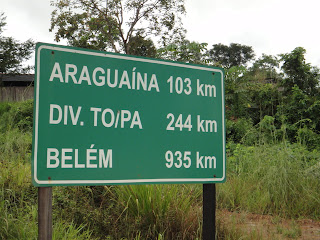 ARAGUAÍNA 103 km
DIV. TO/PA 244 km
BELÉM 935 km